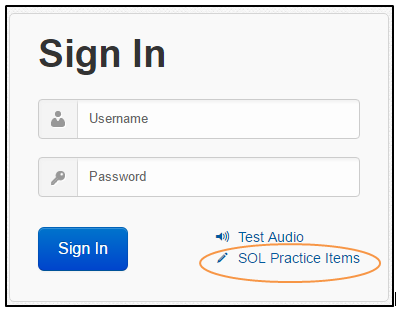 Sign In
Username
Password
Sign In
Test Audio
SOL Practice Items